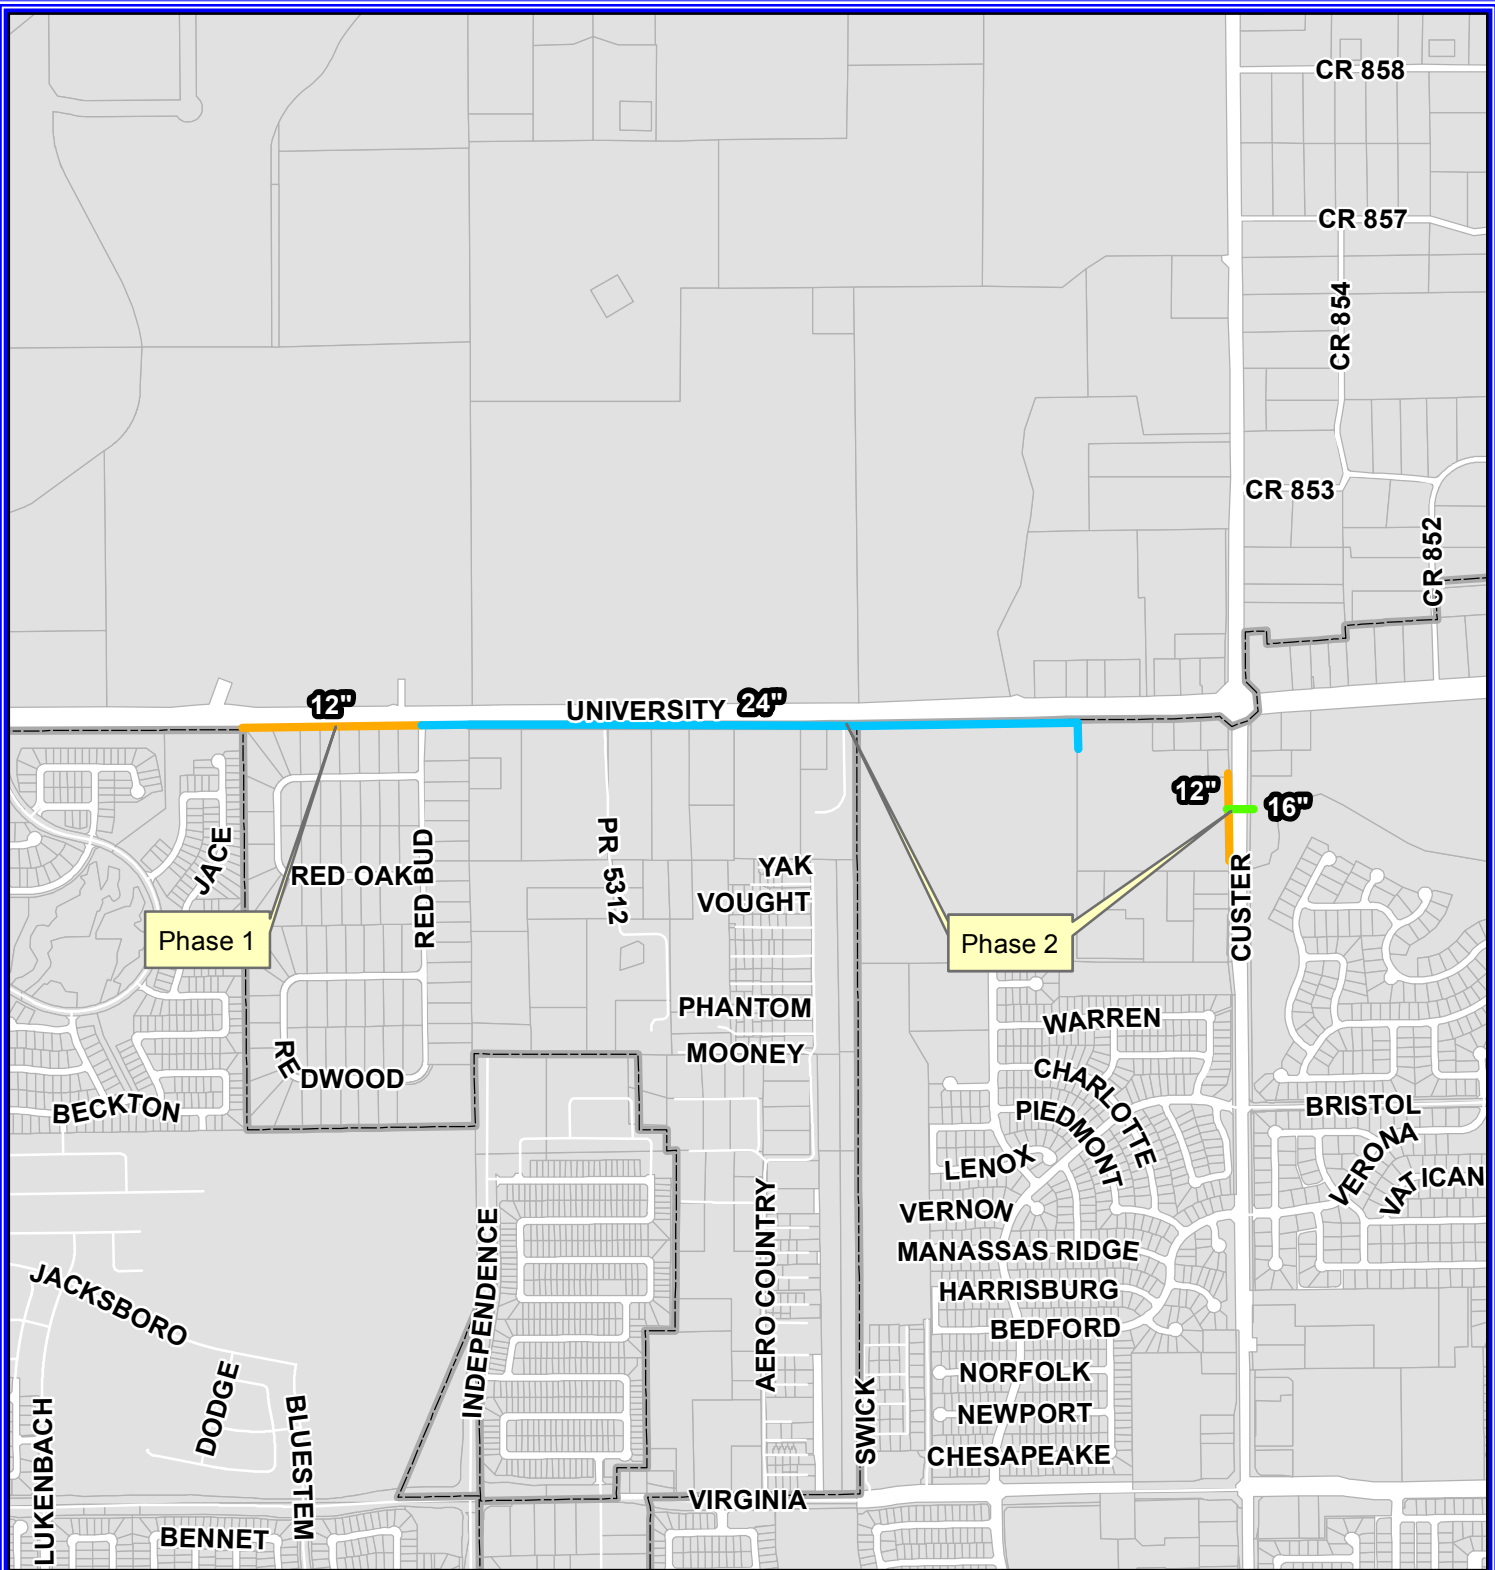 CR 858
CR 857
CR 854
CR 853
CR 852
12"
UNIVERSITY
24"
12"
16"
JACE
RED OAK
RED BUD
PR 5312
YAK
VOUGHT
CUSTER
Phase 1
Phase 2
PHANTOM
MOONEY
WARREN
REDWOOD
BECKTON
CHARLOTTE
PIEDMONT
BRISTOL
VERONA
LENOX
VATICAN
VERNON
MANASSAS RIDGE
INDEPENDENCE
AERO COUNTRY
JACKSBORO
HARRISBURG
BEDFORD
NORFOLK
DODGE
BLUESTEM
SWICK
NEWPORT
LUKENBACH
CHESAPEAKE
VIRGINIA
BENNET